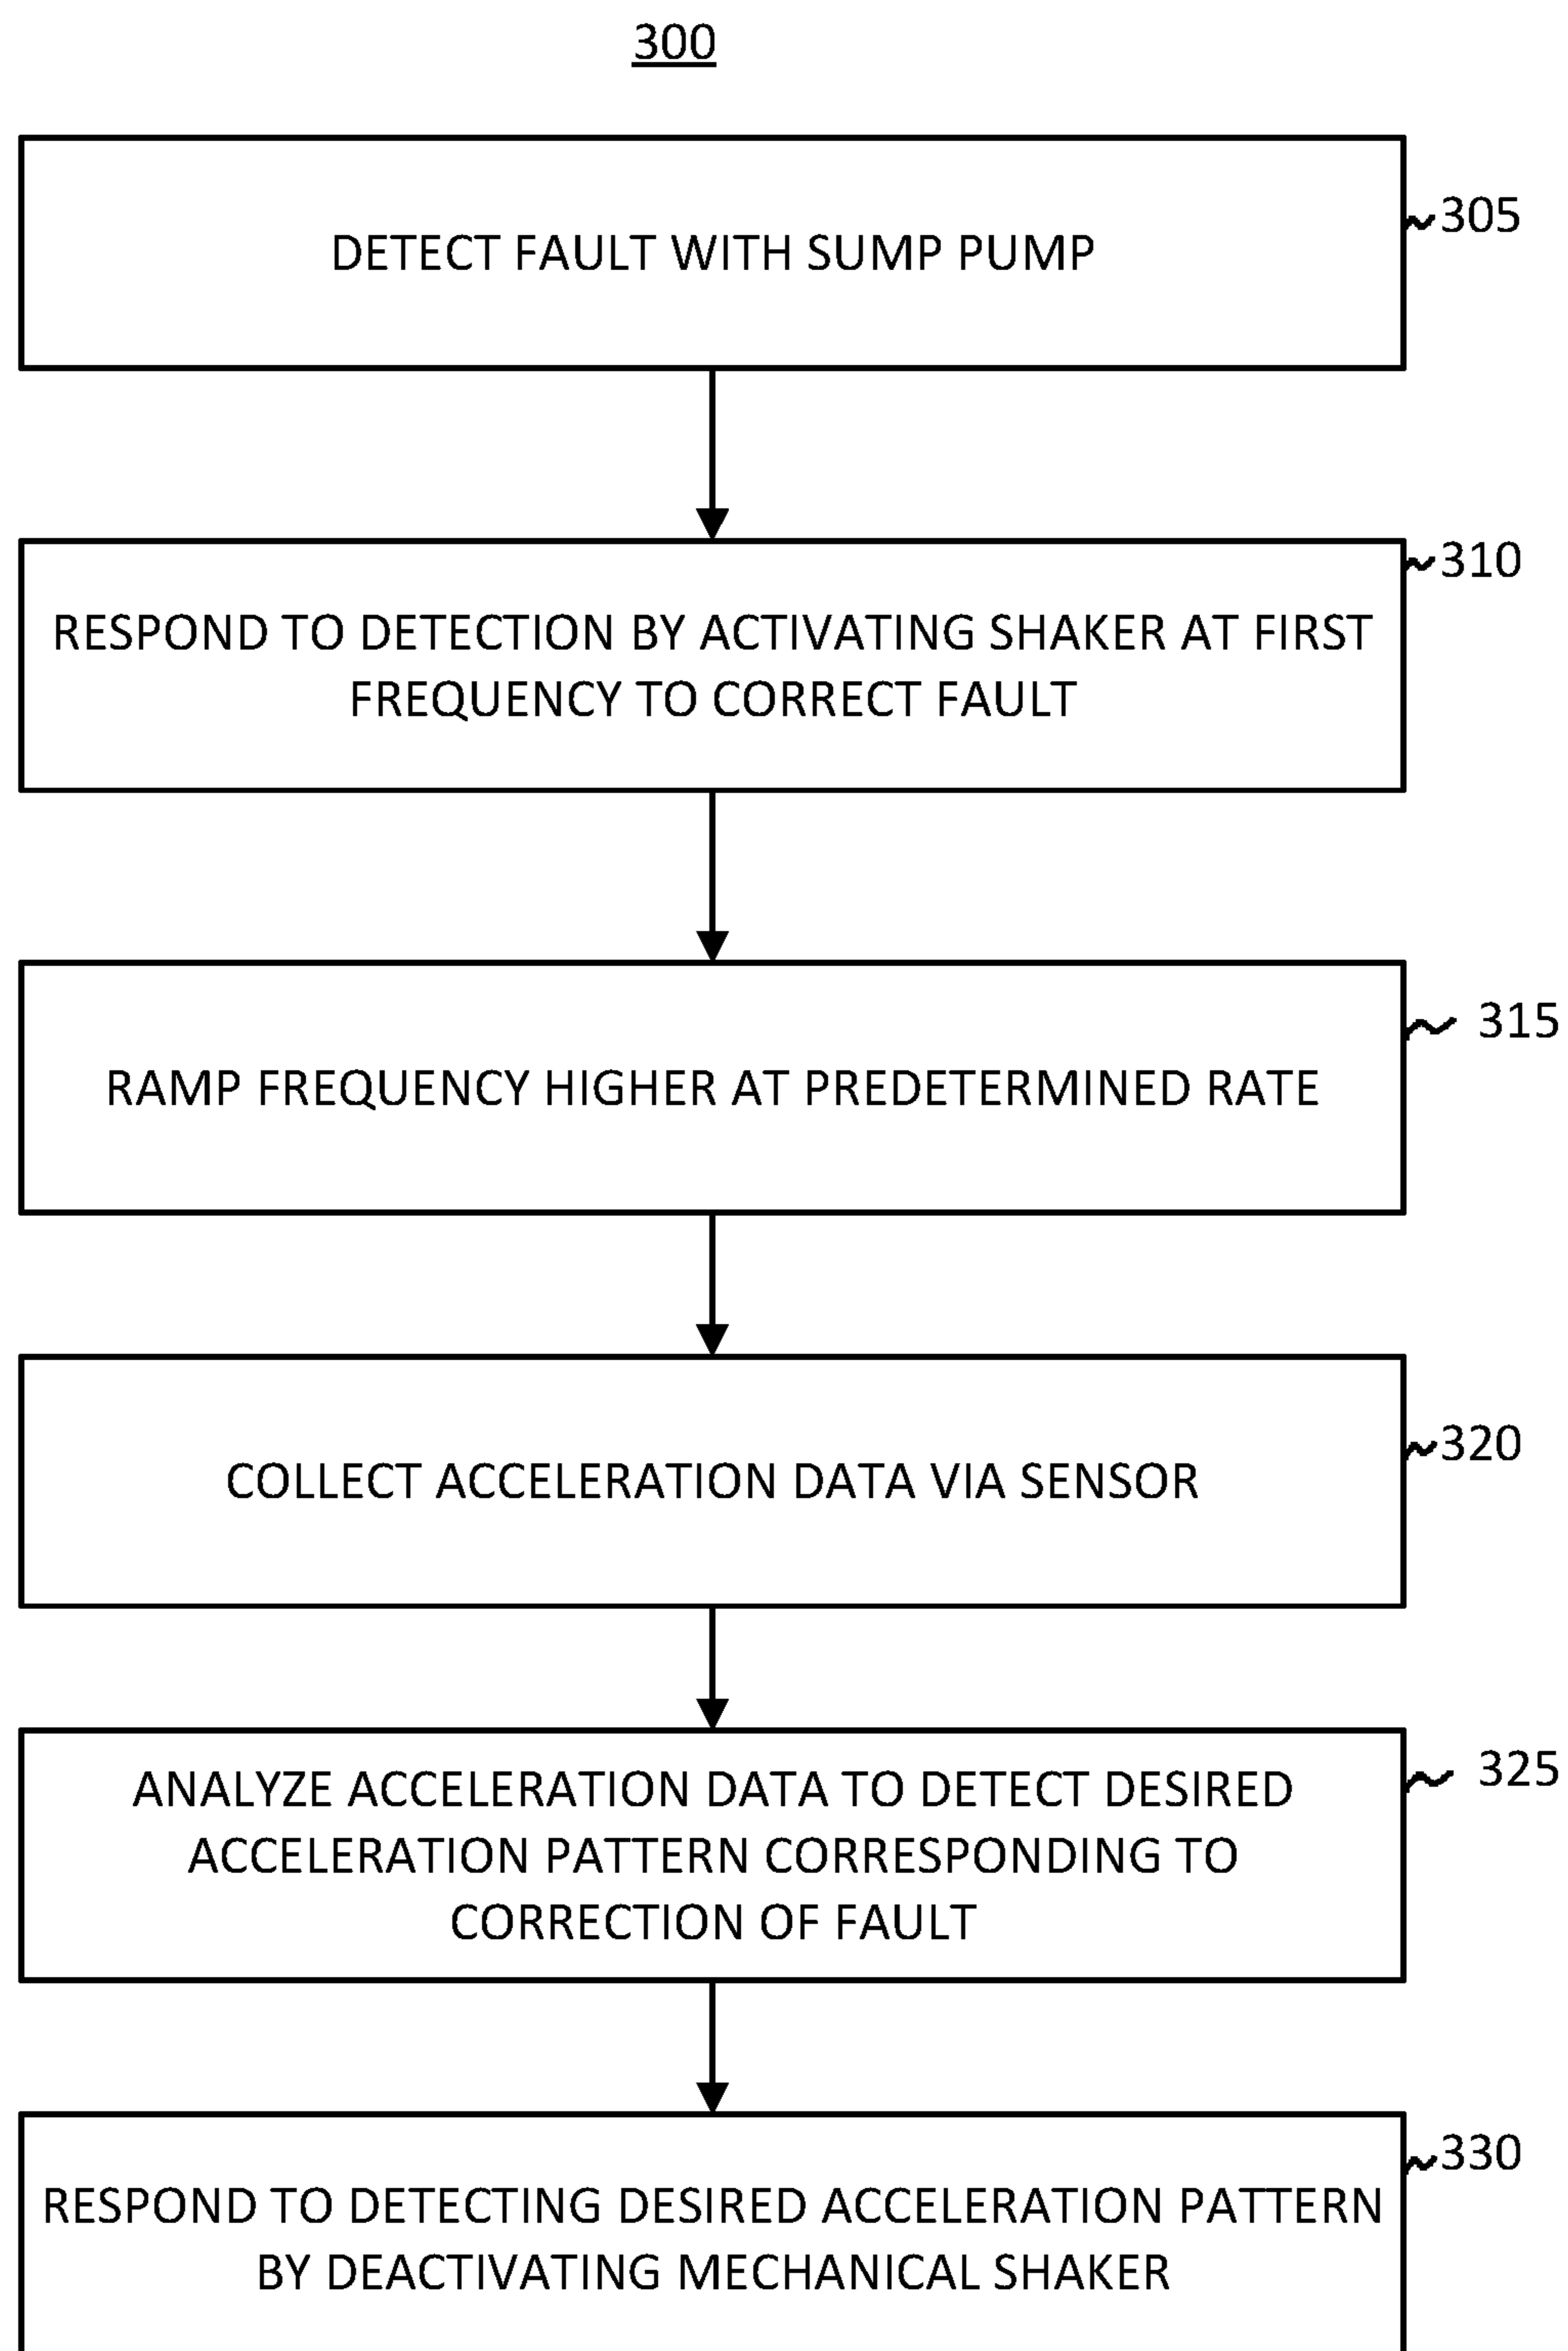 300
DETECT FAULT WITH SUMP PUMP
305
RESPOND TO DETECTION BY ACTIVATING SHAKER AT FIRST
FREQUENCY TO CORRECT FAULT
310
RAMP FREQUENCY HIGHER AT PREDETERMINED RATE
315
COLLECT ACCELERATION DATA VIA SENSOR
320
ANALYZE ACCELERATION DATA TO DETECT DESIRED
ACCELERATION PATTERN CORRESPONDING TO
CORRECTION OF FAULT
325
RESPOND TO DETECTING DESIRED ACCELERATION PATTERN
BY DEACTIVATING MECHANICAL SHAKER
330